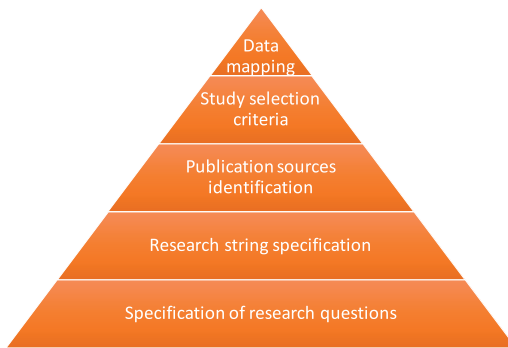 Data
mapping
Study selection
criteria
Publication sources
identification
Research string specification
Specification of research questions